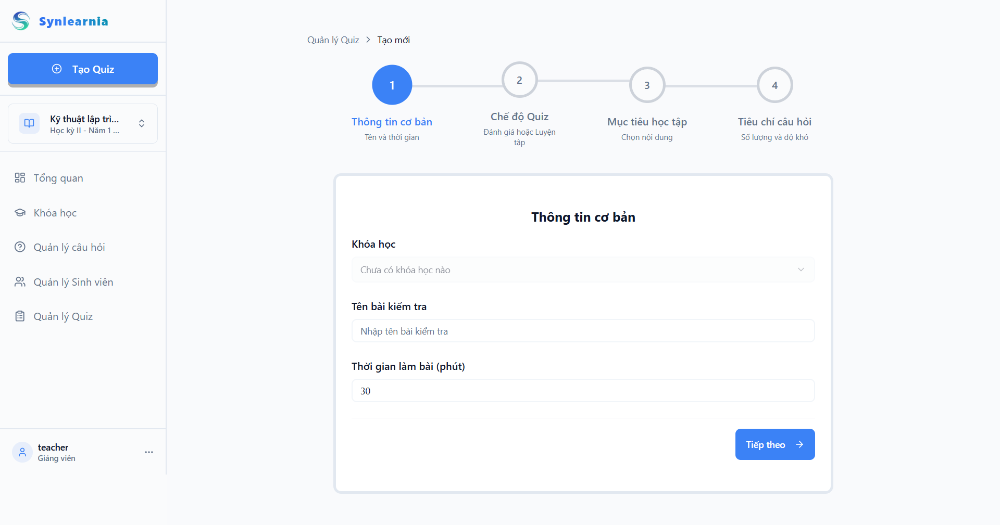 Synlearnia
Tạo Quiz
Kỹ thuật lập trì...
Học kỳ II - Năm 1 ...
Tổng quan
Khóa học
Quản lý câu hỏi
Quản lý Sinh viên
Quản lý Quiz
teacher
Giảng viên
Quản lý Quiz > Tạo mới
1
Thông tin cơ bản
Tên và thời gian
2
Chế độ Quiz
Đánh giá hoặc Luyện
tập
3
Mục tiêu học tập
Chọn nội dung
4
Tiêu chí câu hỏi
Số lượng và độ khó
Thông tin cơ bản
Khóa học
Chưa có khóa học nào
Tên bài kiểm tra
Nhập tên bài kiểm tra
Thời gian làm bài (phút)
30
Tiếp theo